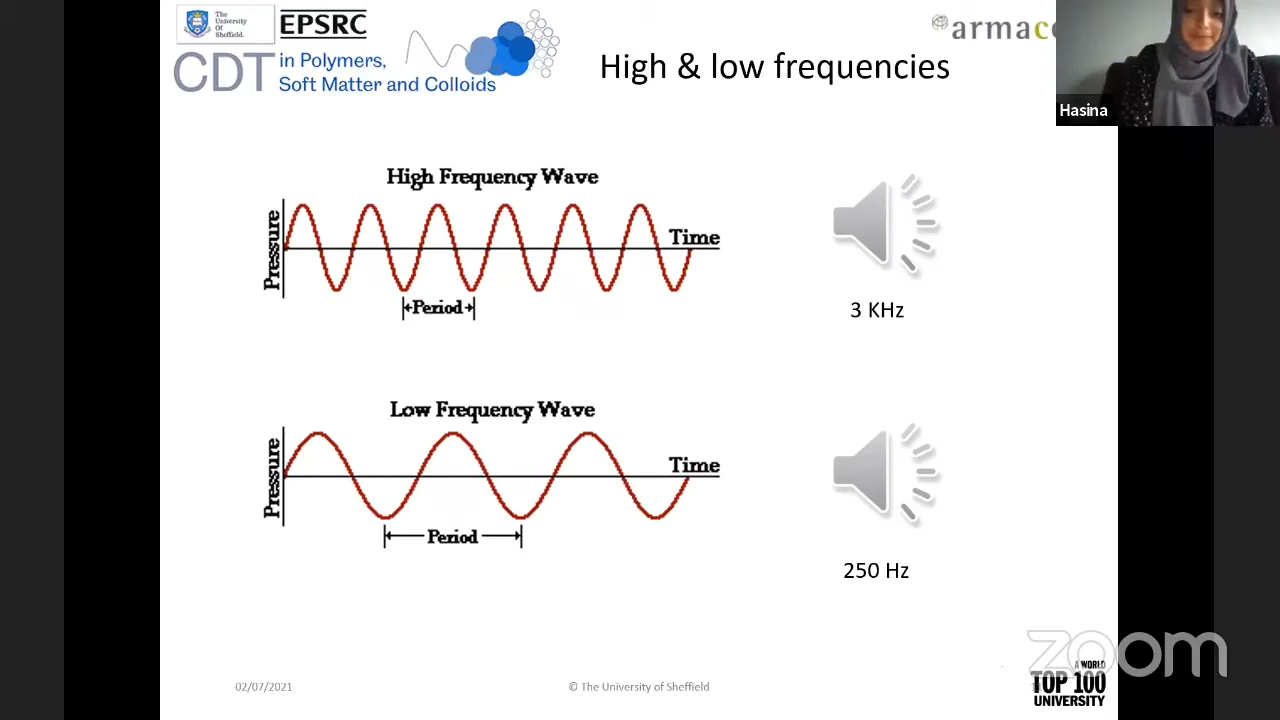 The
University
Of
Sheffield.
EPSRC
CDT
in Polymers,
Soft Matter and Colloids
High & low frequencies
Hasina
High Frequency Wave
Pressure
Time
Period
3 KHz
Low Frequency Wave
Pressure
Time
Period
250 Hz
zoom
A WORLD
TOP 100
UNIVERSITY
02/07/2021
© The University of Sheffield